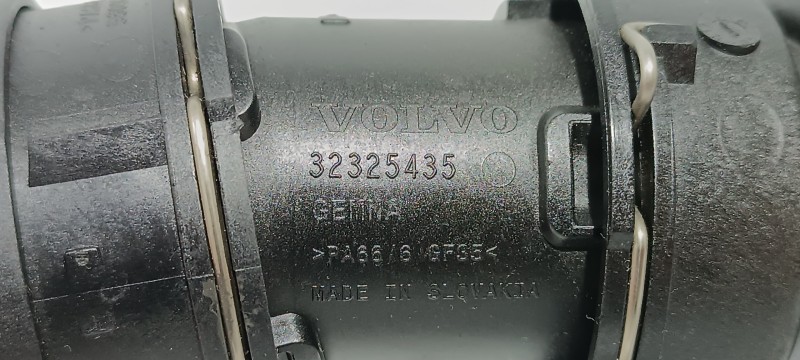 VOLVO
32325435
GEMMA
>PA66/6 GF35<
MADE IN SLOVAKIA